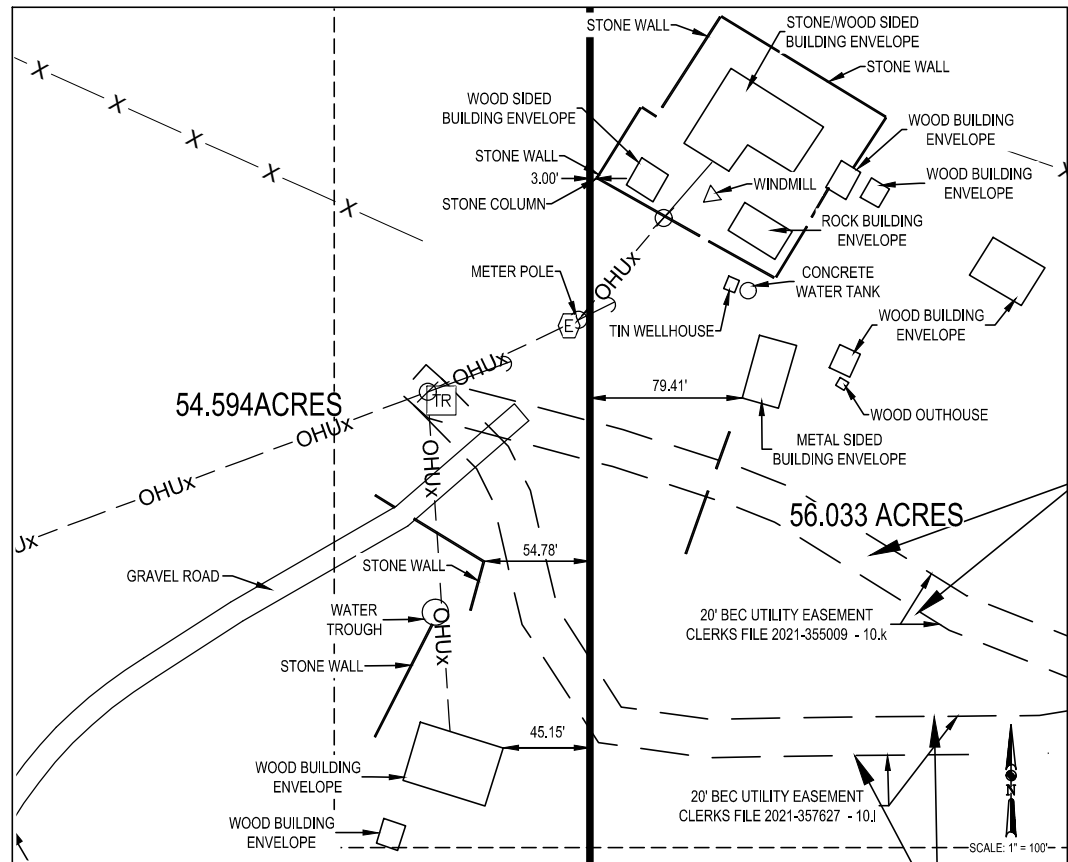 X
X
X
X
X
STONE WALL
STONE/WOOD SIDED
BUILDING ENVELOPE
STONE WALL
WOOD SIDED
BUILDING ENVELOPE
WOOD BUILDING
ENVELOPE
STONE WALL
3.00'
STONE COLUMN
WINDMILL
WOOD BUILDING
ENVELOPE
ROCK BUILDING
ENVELOPE
OHUx
METER POLE
CONCRETE
WATER TANK
E
TIN WELLHOUSE
WOOD BUILDING
ENVELOPE
OHUx
79.41'
54.594ACRES
TR
WOOD OUTHOUSE
OHUx
METAL SIDED
BUILDING ENVELOPE
OHUx
OHUx
56.033 ACRES
Ux
54.78'
GRAVEL ROAD
STONE WALL
WATER
TROUGH
OHUx
20' BEC UTILITY EASEMENT
CLERKS FILE 2021-355009 - 10.k
STONE WALL
45.15'
WOOD BUILDING
ENVELOPE
20' BEC UTILITY EASEMENT
CLERKS FILE 2021-357627 - 10.l
N
WOOD BUILDING
ENVELOPE
SCALE: 1" = 100'